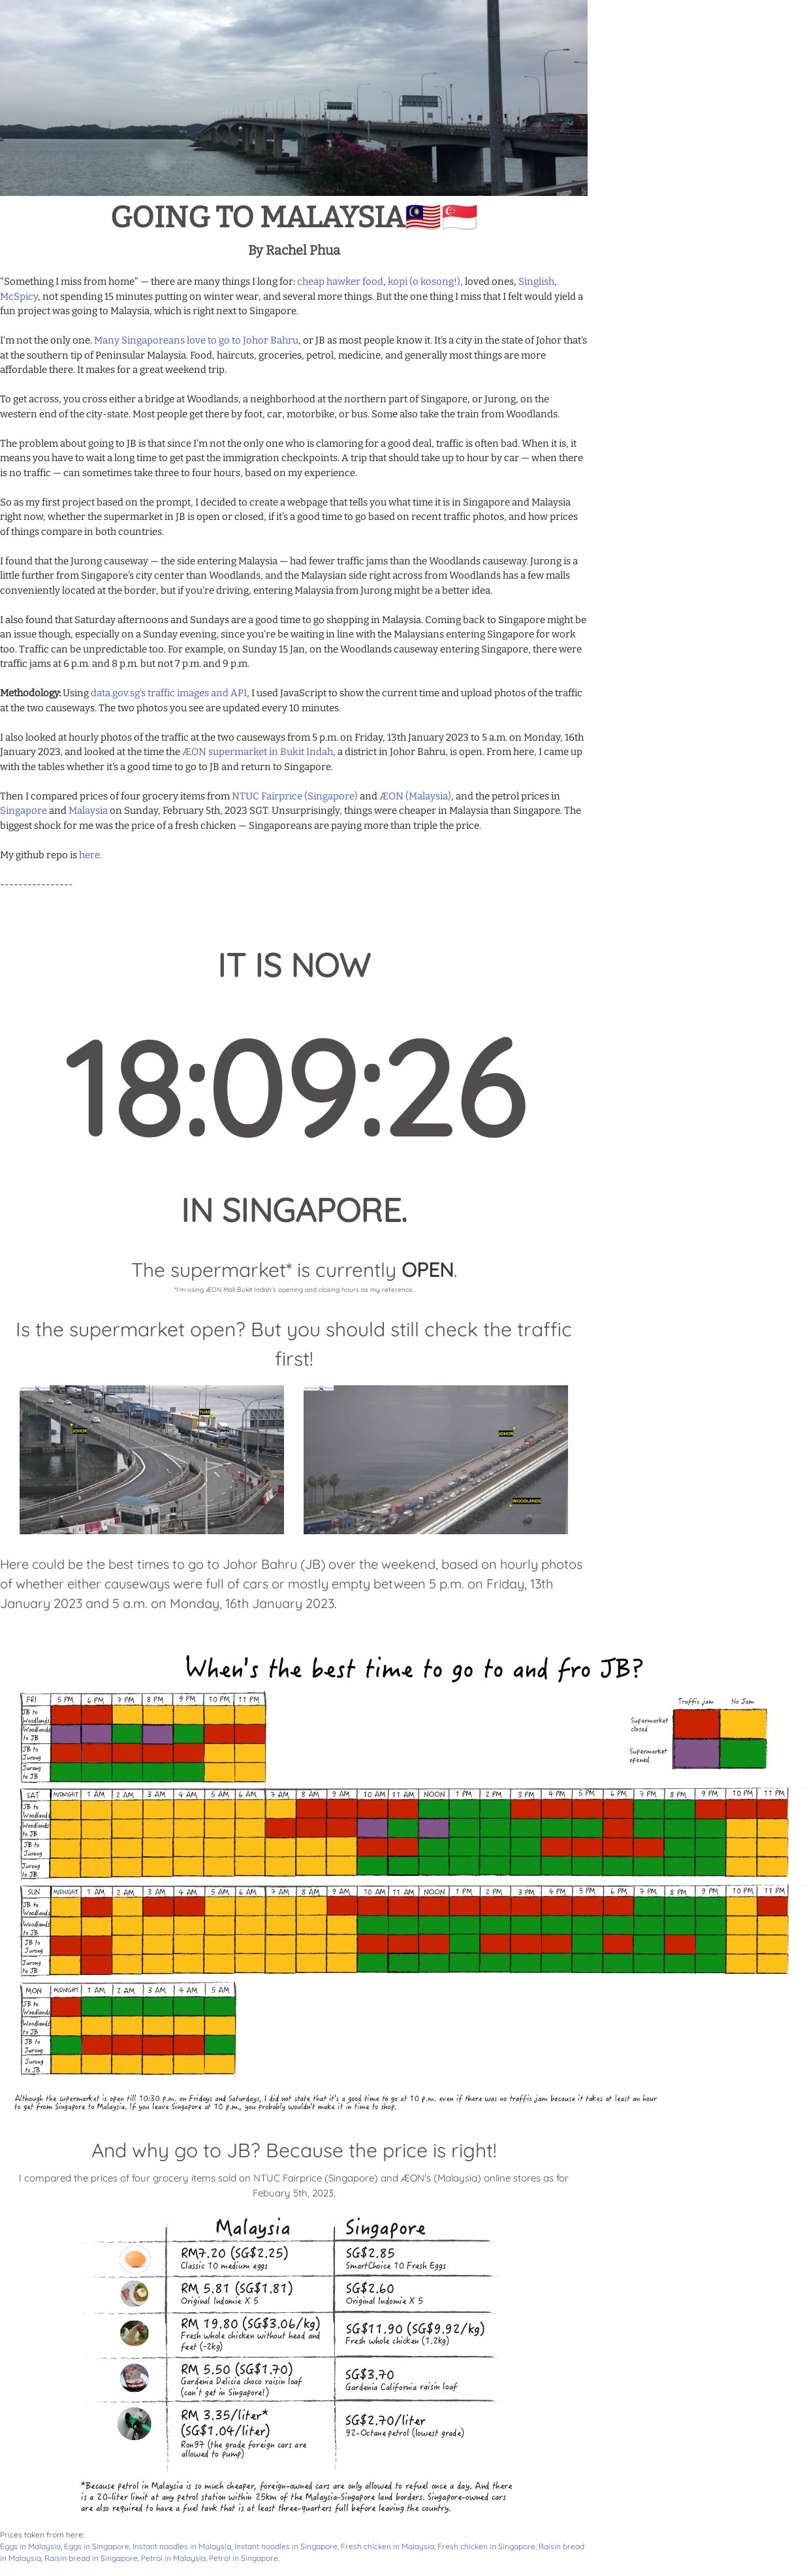 GOING TO MALAYSIA🇲🇾🇸🇬
By Rachel Phua
"Something I miss from home" — there are many things I long for: cheap hawker food, kopi (o kosong!), loved ones, Singlish,
McSpicy, not spending 15 minutes putting on winter wear, and several more things. But the one thing I miss that I felt would yield a
fun project was going to Malaysia, which is right next to Singapore.
I'm not the only one. Many Singaporeans love to go to Johor Bahru, or JB as most people know it. It's a city in the state of Johor that's
at the southern tip of Peninsular Malaysia. Food, haircuts, groceries, petrol, medicine, and generally most things are more
affordable there. It makes for a great weekend trip.
To get across, you cross either a bridge at Woodlands, a neighborhood at the northern part of Singapore, or Jurong, on the
western end of the city-state. Most people get there by foot, car, motorbike, or bus. Some also take the train from Woodlands.
The problem about going to JB is that since I'm not the only one who is clamoring for a good deal, traffic is often bad. When it is, it
means you have to wait a long time to get past the immigration checkpoints. A trip that should take up to hour by car — when there
is no traffic — can sometimes take three to four hours, based on my experience.
So as my first project based on the prompt, I decided to create a webpage that tells you what time it is in Singapore and Malaysia
right now, whether the supermarket in JB is open or closed, if it's a good time to go based on recent traffic photos, and how prices
of things compare in both countries.
I found that the Jurong causeway — the side entering Malaysia — had fewer traffic jams than the Woodlands causeway. Jurong is a
little further from Singapore's city center than Woodlands, and the Malaysian side right across from Woodlands has a few malls
conveniently located at the border, but if you're driving, entering Malaysia from Jurong might be a better idea.
I also found that Saturday afternoons and Sundays are a good time to go shopping in Malaysia. Coming back to Singapore might be
an issue though, especially on a Sunday evening, since you're be waiting in line with the Malaysians entering Singapore for work
too. Traffic can be unpredictable too. For example, on Sunday 15 Jan, on the Woodlands causeway entering Singapore, there were
traffic jams at 6 p.m. and 8 p.m. but not 7 p.m. and 9 p.m.
Methodology: Using data.gov.sg's traffic images and API, I used JavaScript to show the current time and upload photos of the traffic
at the two causeways. The two photos you see are updated every 10 minutes.
I also looked at hourly photos of the traffic at the two causeways from 5 p.m. on Friday, 13th January 2023 to 5 a.m. on Monday, 16th
January 2023, and looked at the time the ÆON supermarket in Bukit Indah, a district in Johor Bahru, is open. From here, I came up
with the tables whether it's a good time to go to JB and return to Singapore.
Then I compared prices of four grocery items from NTUC Fairprice (Singapore) and ÆON (Malaysia), and the petrol prices in
Singapore and Malaysia on Sunday, February 5th, 2023 SGT. Unsurprisingly, things were cheaper in Malaysia than Singapore. The
biggest shock for me was the price of a fresh chicken — Singaporeans are paying more than triple the price.
My github repo is here.
----------------
IT IS NOW
18:09:26
IN SINGAPORE.
The supermarket* is currently OPEN.
*I'm using ÆON Mall Bukit Indah's opening and closing hours as my reference.
Is the supermarket open? But you should still check the traffic
first!
TUAS
JOHOR
JOHOR
WOODLANDS
Here could be the best times to go to Johor Bahru (JB) over the weekend, based on hourly photos
of whether either causeways were full of cars or mostly empty between 5 p.m. on Friday, 13th
January 2023 and 5 a.m. on Monday, 16th January 2023.
When's the best time to go to and fro JB?
FRI 5 PM 6 PM 7 PM 8 PM 9 PM 10 PM 11 PM
JB to
Woodlands
Woodlands
to JB
JB to
Jurong
Jurong
to JB
Traffic jam No Jam
Supermarket
closed
Supermarket
opened
SAT MIDNIGHT 1 AM 2 AM 3 AM 4 AM 5 AM 6 AM 7 AM 8 AM 9 AM 10 AM 11 AM NOON 1 PM 2 PM 3 PM 4 PM 5 PM 6 PM 7 PM 8 PM 9 PM 10 PM 11 PM
JB to
Woodlands
Woodlands
to JB
JB to
Jurong
Jurong
to JB
SUN MIDNIGHT 1 AM 2 AM 3 AM 4 AM 5 AM 6 AM 7 AM 8 AM 9 AM 10 AM 11 AM NOON 1 PM 2 PM 3 PM 4 PM 5 PM 6 PM 7 PM 8 PM 9 PM 10 PM 11 PM
JB to
Woodlands
Woodlands
to JB
JB to
Jurong
Jurong
to JB
MON MIDNIGHT 1 AM 2 AM 3 AM 4 AM 5 AM
JB to
Woodlands
Woodlands
to JB
JB to
Jurong
Jurong
to JB
Although the supermarket is open till 10:30 p.m. on Fridays and Saturdays, I did not state that it's a good time to go at 10 p.m. even if there was no traffic jam because it takes at least an hour
to get from Singapore to Malaysia. If you leave Singapore at 10 p.m., you probably wouldn't make it in time to shop.
And why go to JB? Because the price is right!
I compared the prices of four grocery items sold on NTUC Fairprice (Singapore) and ÆON's (Malaysia) online stores as for
Febuary 5th, 2023.
Malaysia Singapore
RM7.20 (SG$2.25) SG$2.85
Classic 10 medium eggs SmartChoice 10 Fresh Eggs
RM 5.81 (SG$1.81) SG$2.60
Original Indomie X 5 Original Indomie X 5
RM 19.80 (SG$3.06/kg) SG$11.90 (SG$9.92/kg)
Fresh whole chicken without head and Fresh whole chicken (1.2kg)
feet (~2kg)
RM 5.50 (SG$1.70) SG$3.70
Gardenia Delicia choco raisin loaf Gardenia California raisin loaf
(can't get in Singapore!)
RM 3.35/liter* SG$2.70/liter
(SG$1.04/liter) 92-Octane petrol (lowest grade)
Ron97 (the grade foreign cars are
allowed to pump)
*Because petrol in Malaysia is so much cheaper, foreign-owned cars are only allowed to refuel once a day. And there
is a 20-liter limit at any petrol station within 25km of the Malaysia-Singapore land borders. Singapore-owned cars
are also required to have a fuel tank that is at least three-quarters full before leaving the country.
Prices taken from here:
Eggs in Malaysia, Eggs in Singapore, Instant noodles in Malaysia, Instant noodles in Singapore, Fresh chicken in Malaysia, Fresh chicken in Singapore, Raisin bread
in Malaysia, Raisin bread in Singapore, Petrol in Malaysia, Petrol in Singapore.